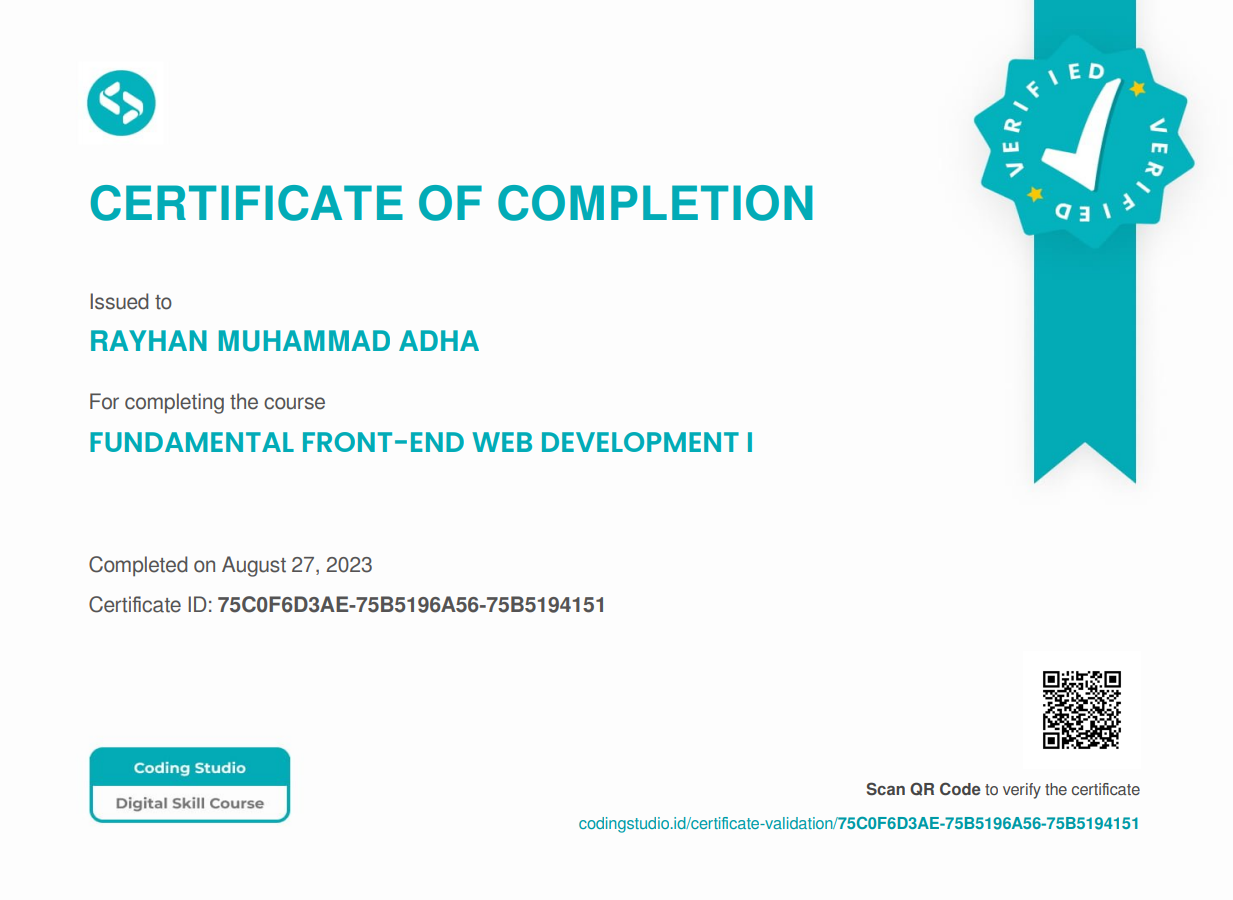 VERIFIED
VERIFIED
CERTIFICATE OF COMPLETION
Issued to
RAYHAN MUHAMMAD ADHA
For completing the course
FUNDAMENTAL FRONT-END WEB DEVELOPMENT I
Completed on August 27, 2023
Certificate ID: 75C0F6D3AE-75B5196A56-75B5194151
Coding Studio
Digital Skill Course
Scan QR Code to verify the certificate
codingstudio.id/certificate-validation/75C0F6D3AE-75B5196A56-75B5194151